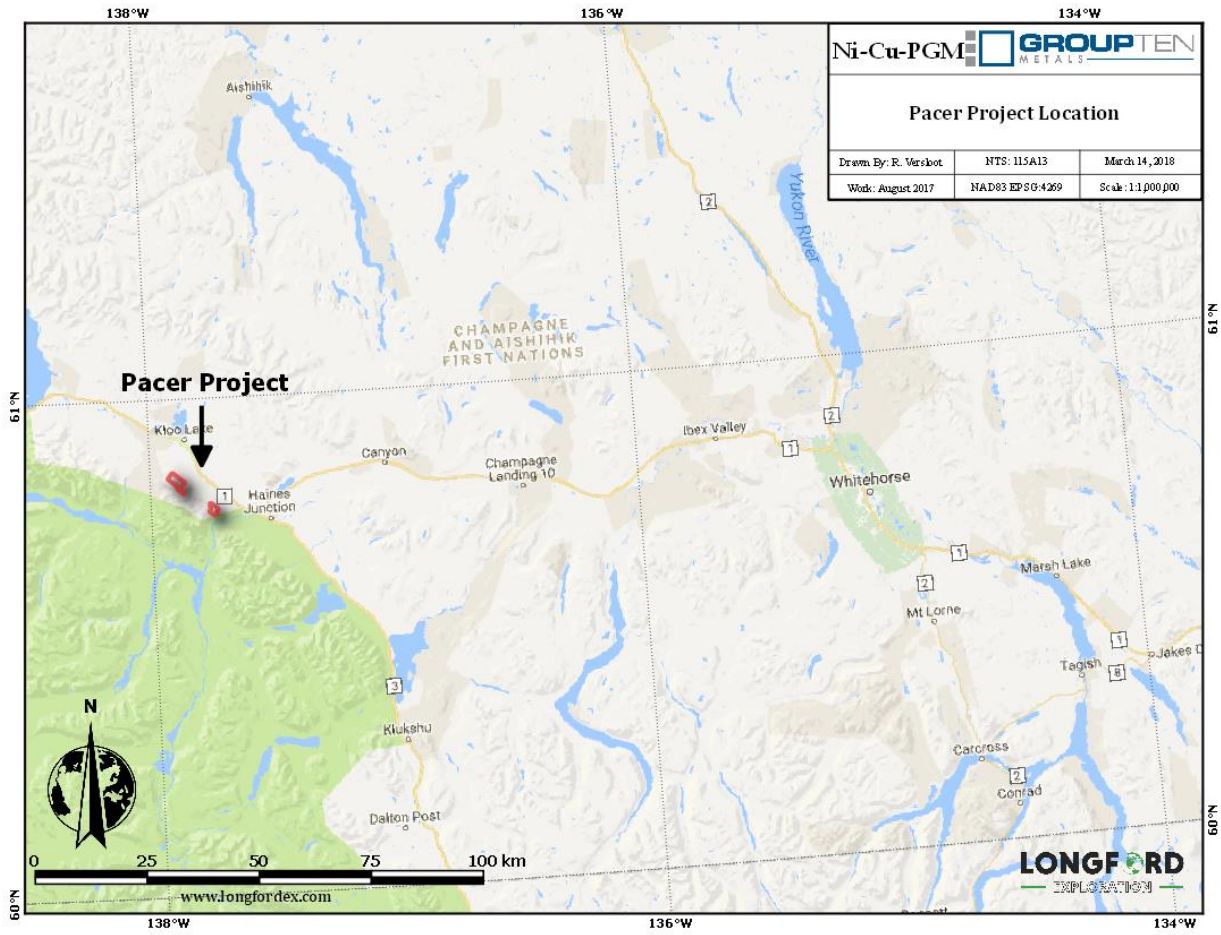 138°W
136°W
134°W
Ni-Cu-PGM
GROUP TEN
METALS
Pacer Project Location
Drawn By: R. Versloot
NTS: 115A13
March 14, 2018
Work: August 2017
NAD83 EPSG:4269
Scale: 1:1,000,000
Aishihik
2
Yukon River
61°N
CHAMPAGNE
AND AISHIHIK
FIRST NATIONS
61°N
Pacer Project
Kloo Lake
2
Ibex Valley
1
Canyon
Champagne
Landing 10
Whitehorse
1
Haines
Junction
1
Marsh Lake
2
Mt Lorne
1
Jakes C
Tagish
8
3
Klukshu
N
Carcross
2
Conrad
Dalton Post
60°N
0
25
50
75
100 km
LONGFORD
EXPLORATION
www.longfordex.com
60°N
138°W
136°W
134°W